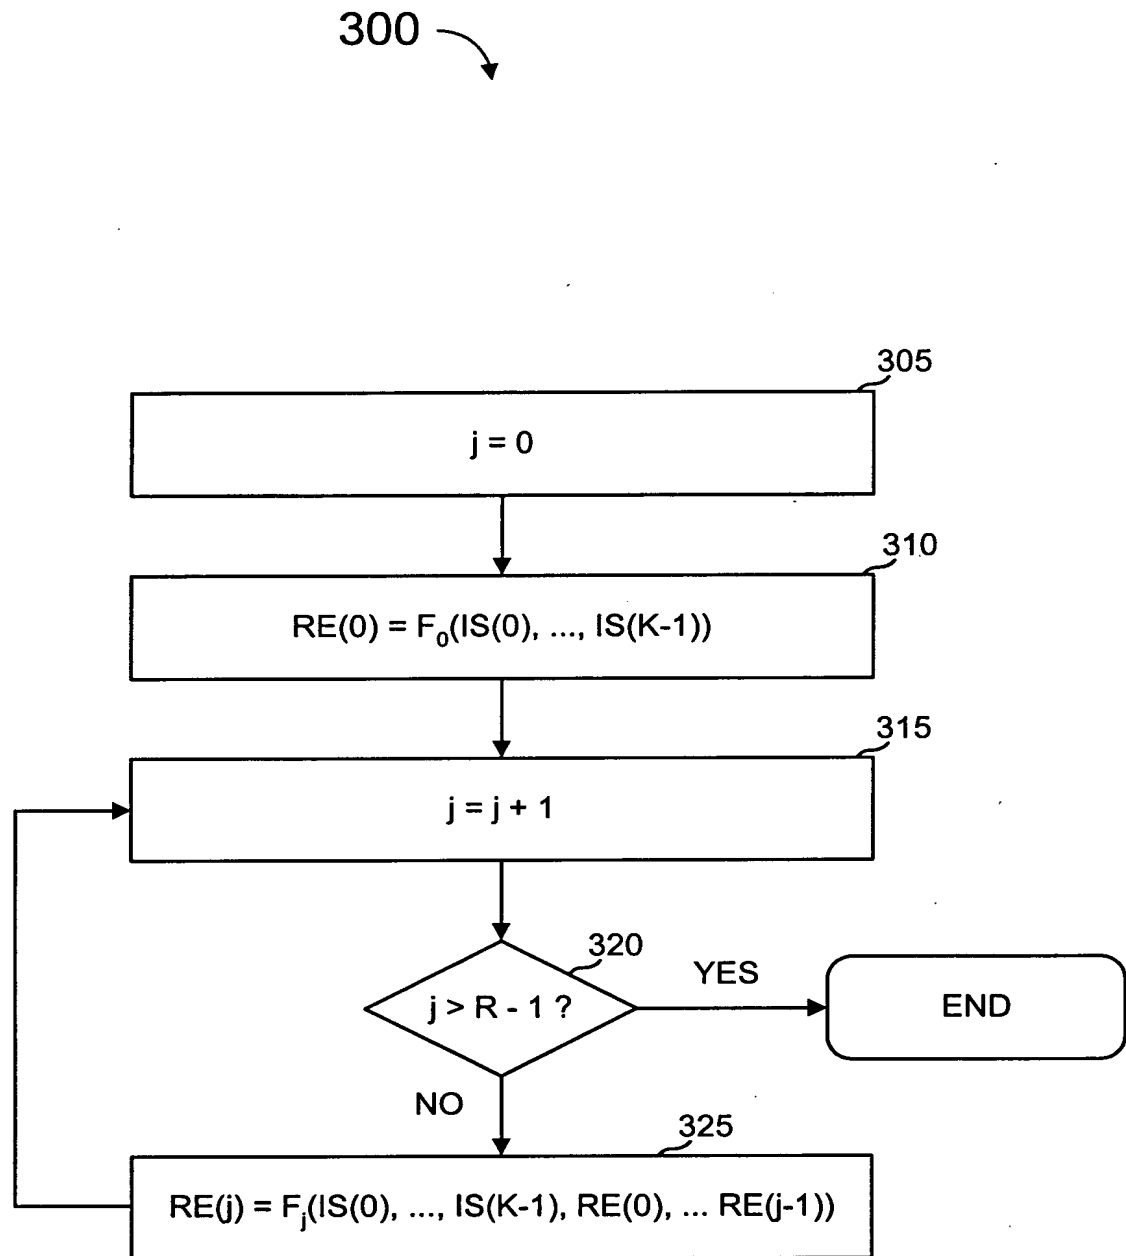 300
305
j = 0
310
RE(0) = F₀(IS(0), ..., IS(K-1))
315
j = j + 1
320
j > R - 1 ?
YES
END
NO
325
RE(j) = Fⱼ(IS(0), ..., IS(K-1), RE(0), ... RE(j-1))